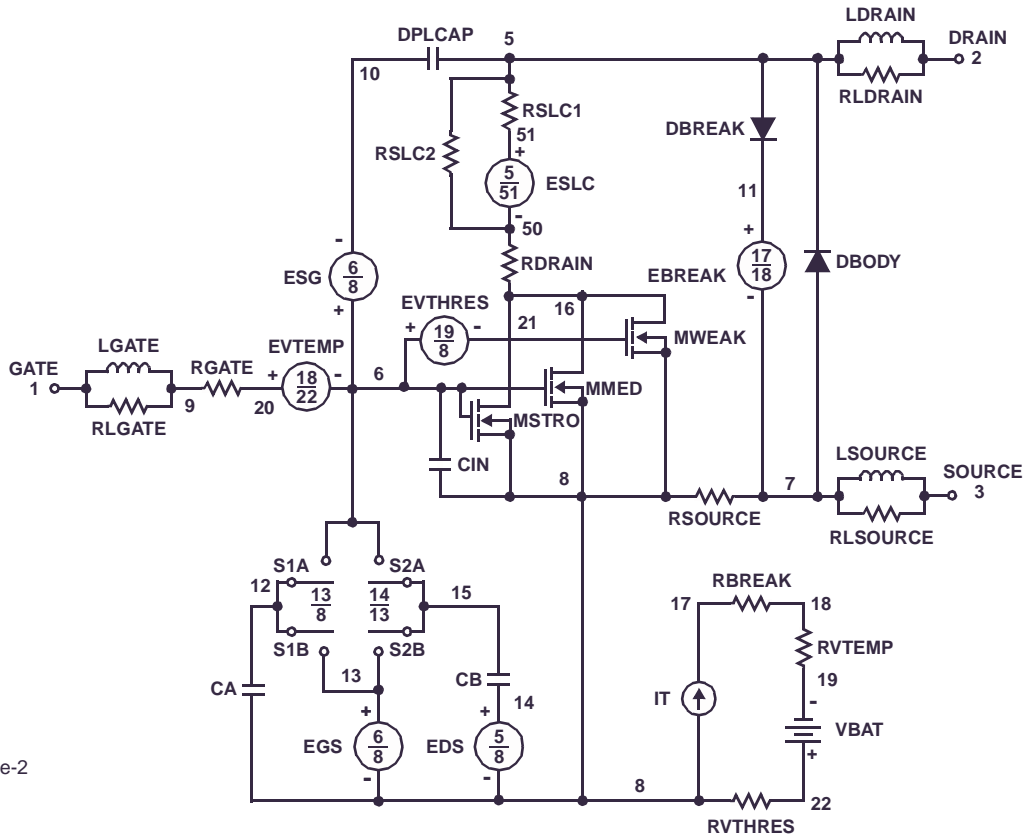 LDRAIN
DPLCAP
5
DRAIN
2
10
RLDRAIN
RSLC1
51
DBREAK
RSLC2
+
5
51
ESLC
11
-
50
-
+
RDRAIN
17
18
EBREAK
DBODY
ESG
6
8
+
-
EVTHRES
16
21
+
19
8
-
MWEAK
LGATE
EVTEMP
GATE
1
RGATE
+
18
22
-
6
MMED
9
20
RLGATE
MSTRO
CIN
8
LSOURCE
7
SOURCE
3
RSOURCE
RLSOURCE
S1A
S2A
12
13
8
14
13
15
RBREAK
17
18
S1B
S2B
RVTEMP
13
CA
CB
19
14
IT
-
+
+
VBAT
EGS
6
8
EDS
5
8
+
-
-
e-2
8
22
RVTHRES